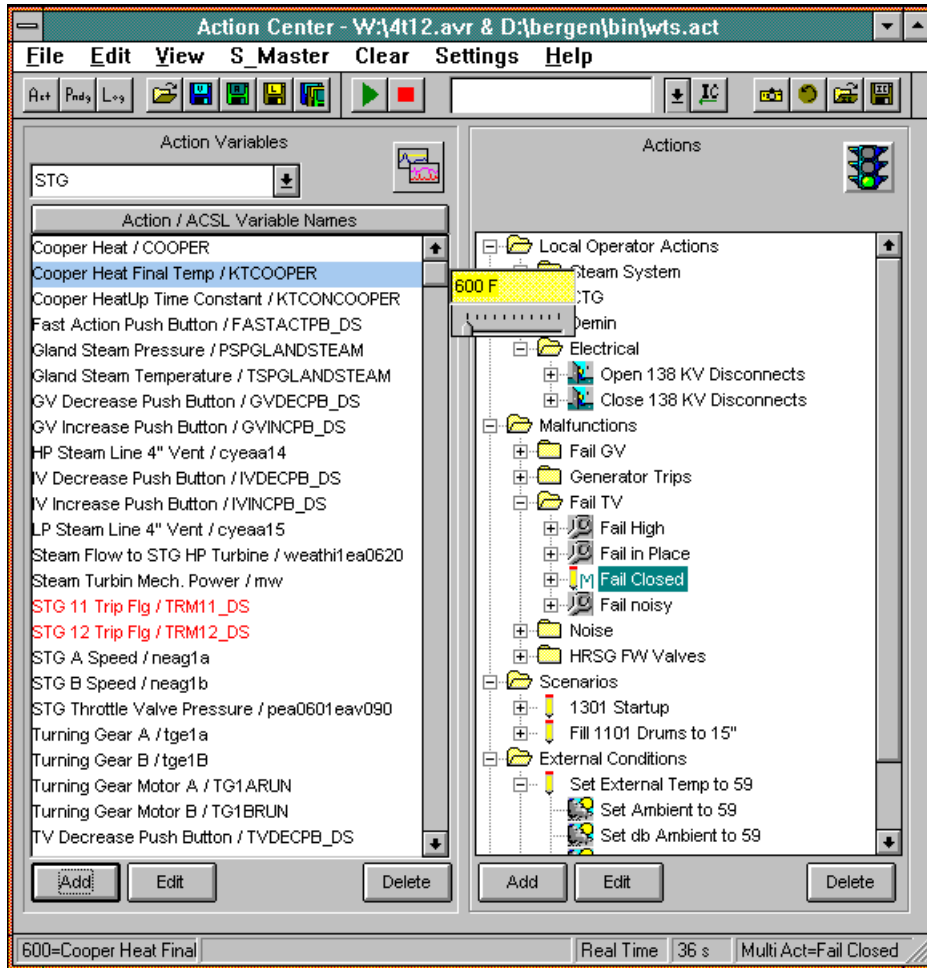 Action Center - W:\4t12.avr & D:\bergen\bin\wts.act
File Edit View S_Master Clear Settings Help
Act Pndg Log IC
Action Variables
STG
Action / ACSL Variable Names
Cooper Heat / COOPER
Cooper Heat Final Temp / KTCOOPER
Cooper HeatUp Time Constant / KTCONCOOPER
Fast Action Push Button / FASTACTPB_DS
Gland Steam Pressure / PSPGLANDSTEAM
Gland Steam Temperature / TSPGLANDSTEAM
GV Decrease Push Button / GVDECPB_DS
GV Increase Push Button / GVINCPB_DS
HP Steam Line 4" Vent / cyeaa14
IV Decrease Push Button / IVDECPB_DS
IV Increase Push Button / IVINCPB_DS
LP Steam Line 4" Vent / cyeaa15
Steam Flow to STG HP Turbine / weathi1ea0620
Steam Turbin Mech. Power / mw
STG 11 Trip Flg / TRM11_DS
STG 12 Trip Flg / TRM12_DS
STG A Speed / neag1a
STG B Speed / neag1b
STG Throttle Valve Pressure / pea0601eav090
Turning Gear A / tge1a
Turning Gear B / tge1B
Turning Gear Motor A / TG1ARUN
Turning Gear Motor B / TG1BRUN
TV Decrease Push Button / TVDECPB_DS
Add Edit Delete
600 F
Actions
Local Operator Actions
Steam System
CTG
Demin
Electrical
Open 138 KV Disconnects
Close 138 KV Disconnects
Malfunctions
Fail GV
Generator Trips
Fail TV
Fail High
Fail in Place
M Fail Closed
Fail noisy
Noise
HRSG FW Valves
Scenarios
1301 Startup
Fill 1101 Drums to 15"
External Conditions
Set External Temp to 59
Set Ambient to 59
Set db Ambient to 59
Add Edit Delete
600=Cooper Heat Final Real Time 36 s Multi Act=Fail Closed